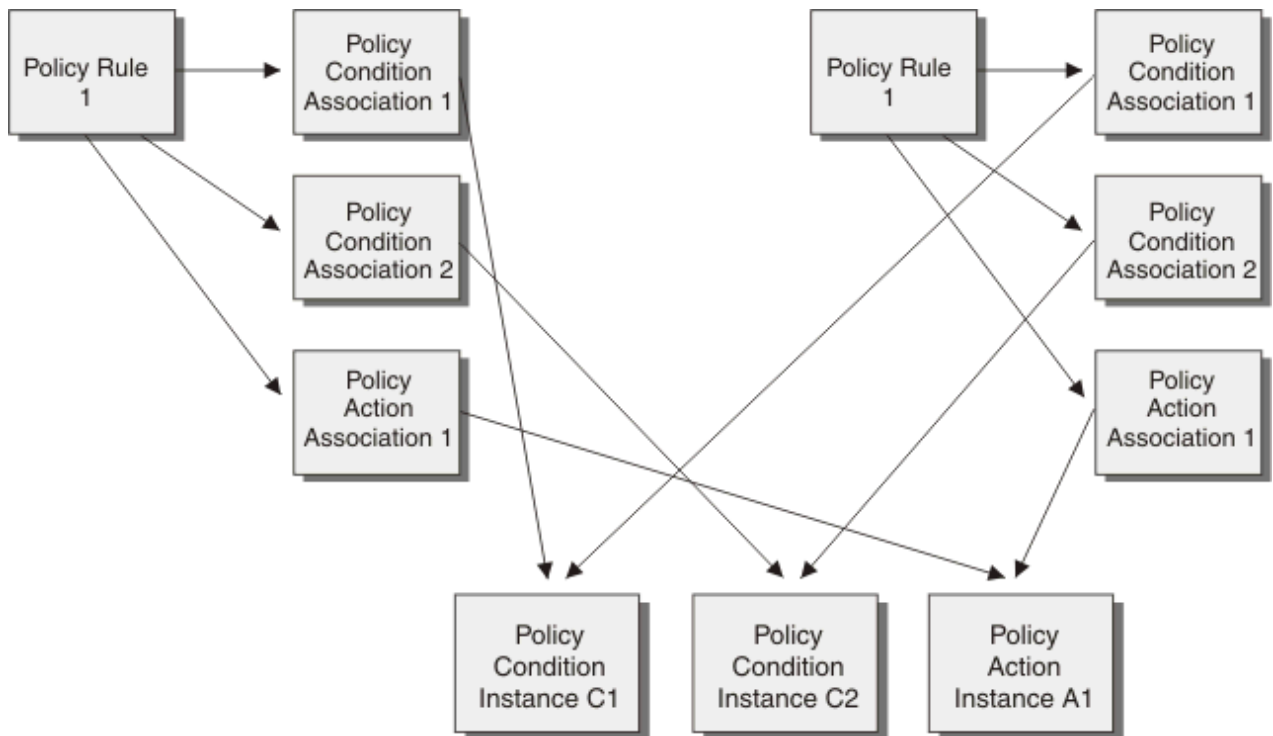 Policy Rule
1
Policy
Condition
Association 1
Policy
Condition
Association 2
Policy
Action
Association 1
Policy Rule
1
Policy
Condition
Association 1
Policy
Condition
Association 2
Policy
Action
Association 1
Policy
Condition
Instance C1
Policy
Condition
Instance C2
Policy
Action
Instance A1